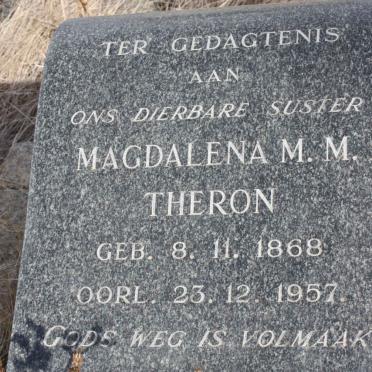 TER GEDAGTENIS
AAN
ONS DIERBARE SUSTER
MAGDALENA M. M.
THERON
GEB. 8. 11. 1868
OORL. 23. 12. 1957.
GODS WEG IS VOLMAAK